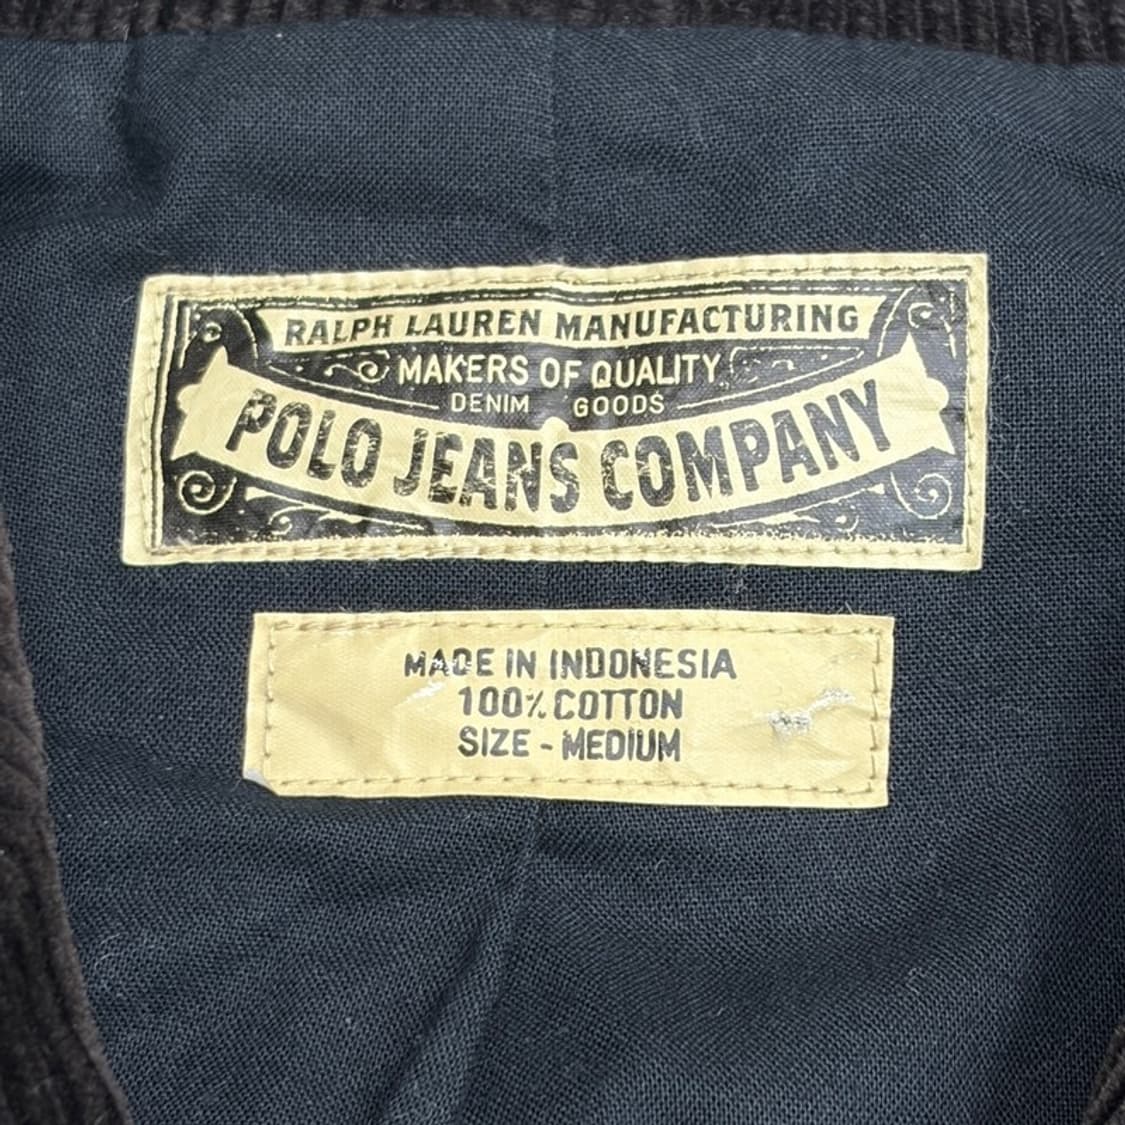 RALPH LAUREN MANUFACTURING
MAKERS OF QUALITY
DENIM GOODS
POLO JEANS COMPANY
MADE IN INDONESIA
100% COTTON
SIZE - MEDIUM